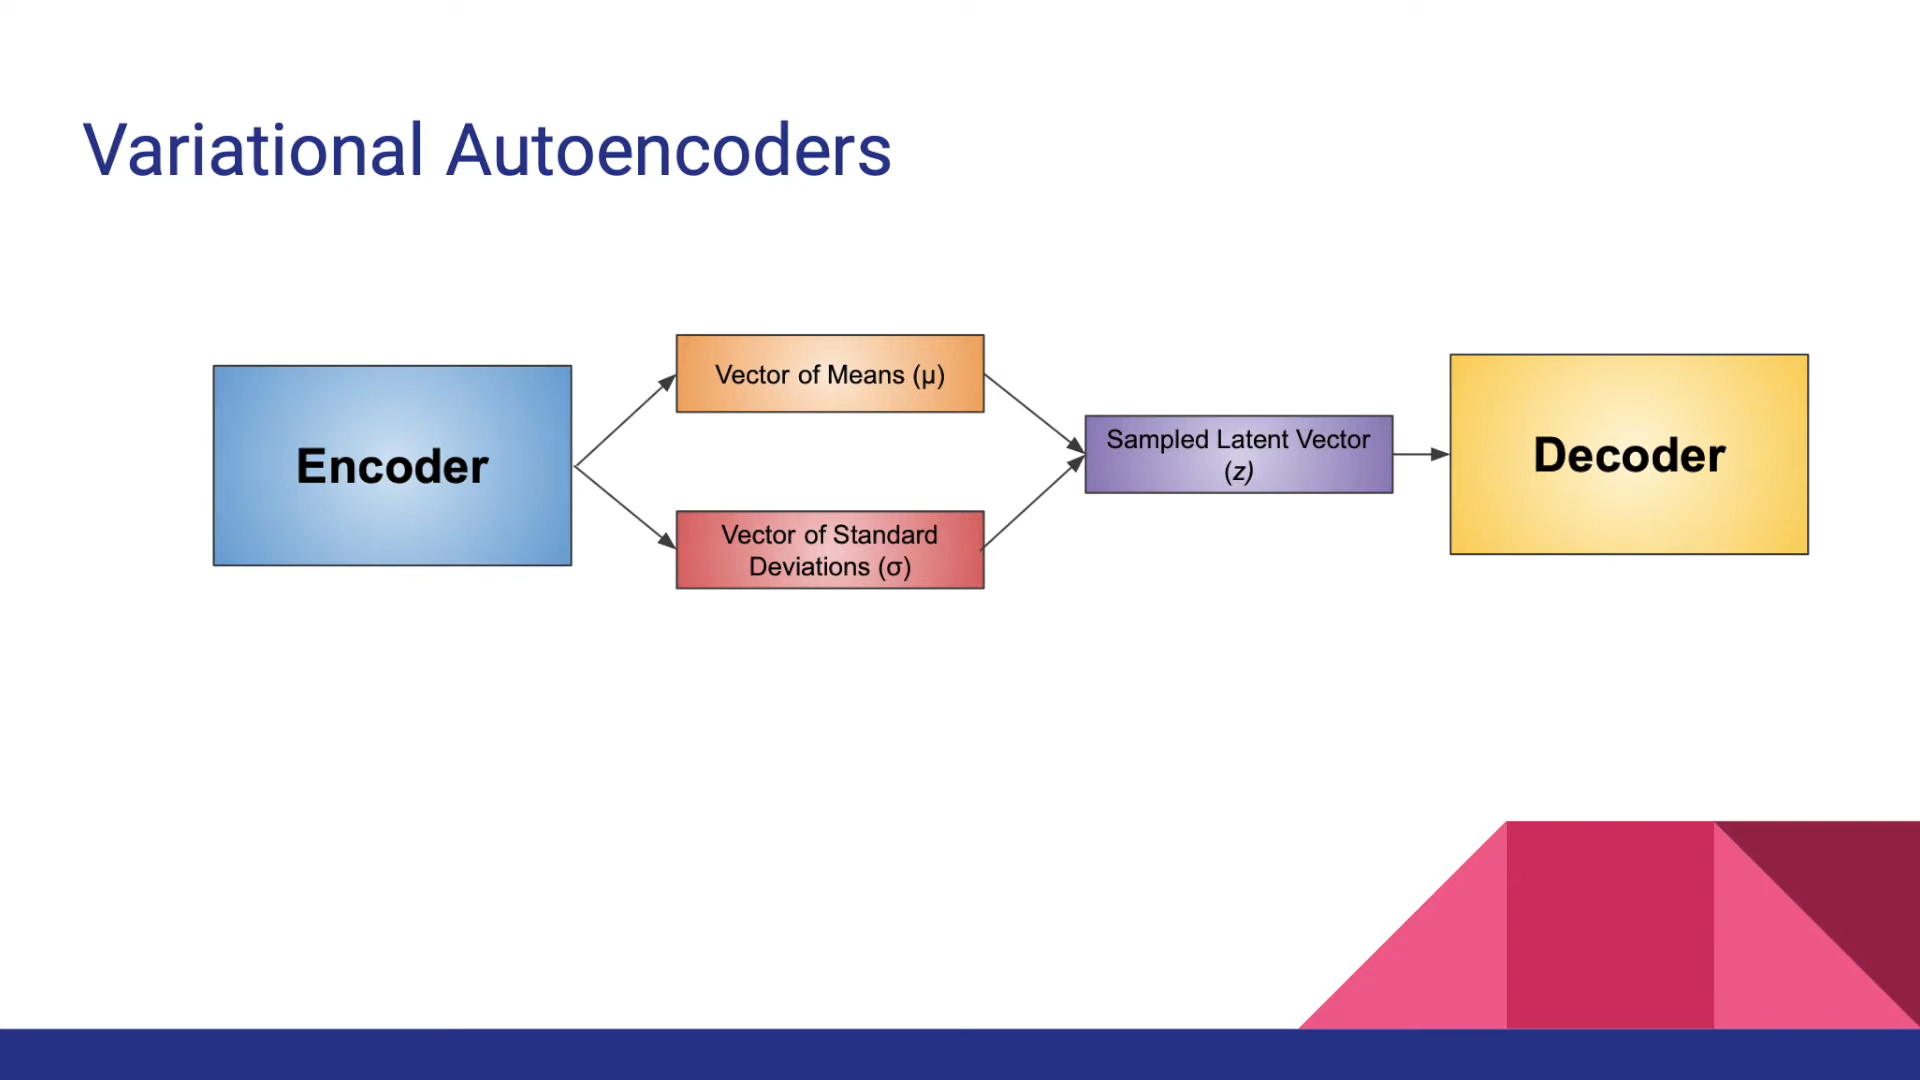 Variational Autoencoders
Encoder
Vector of Means (μ)
Vector of Standard
Deviations (σ)
Sampled Latent Vector
(z)
Decoder